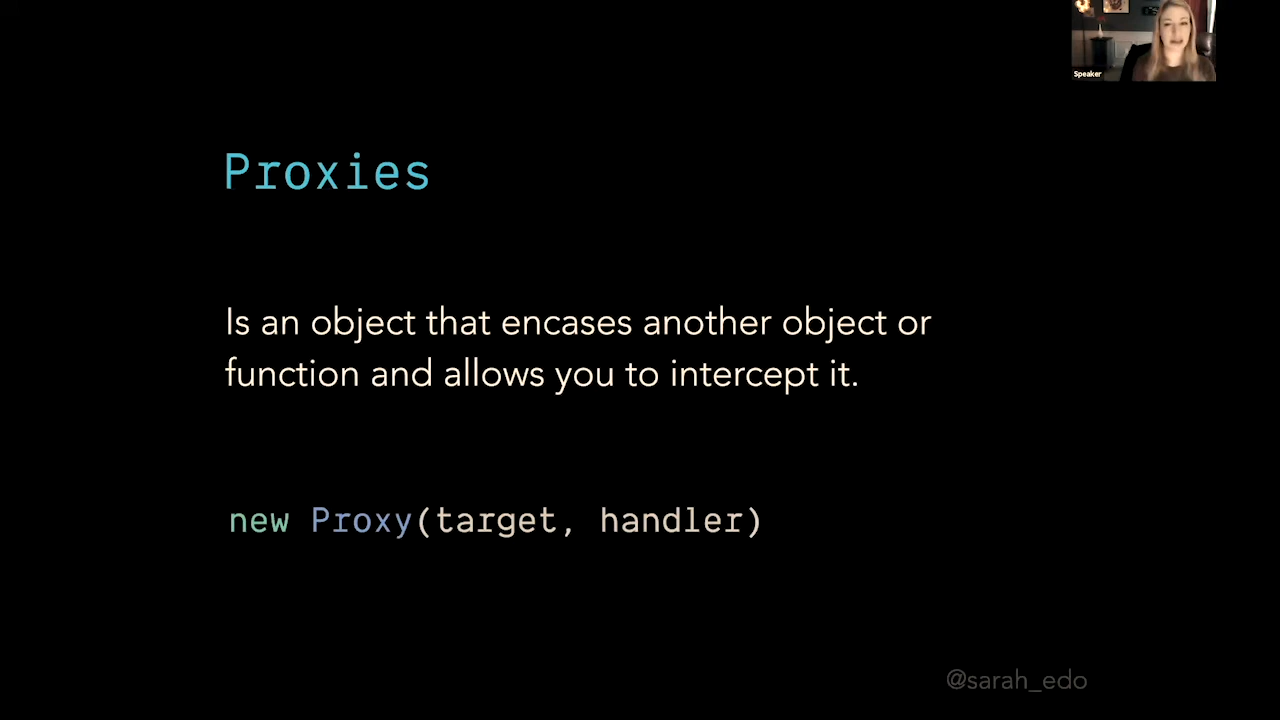 Speaker
Proxies
Is an object that encases another object or
function and allows you to intercept it.
new Proxy(target, handler)
@sarah_edo